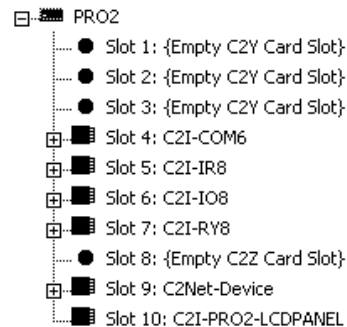 PRO2
Slot 1: {Empty C2Y Card Slot}
Slot 2: {Empty C2Y Card Slot}
Slot 3: {Empty C2Y Card Slot}
Slot 4: C2I-COM6
Slot 5: C2I-IR8
Slot 6: C2I-IO8
Slot 7: C2I-RY8
Slot 8: {Empty C2Z Card Slot}
Slot 9: C2Net-Device
Slot 10: C2I-PRO2-LCDPANEL